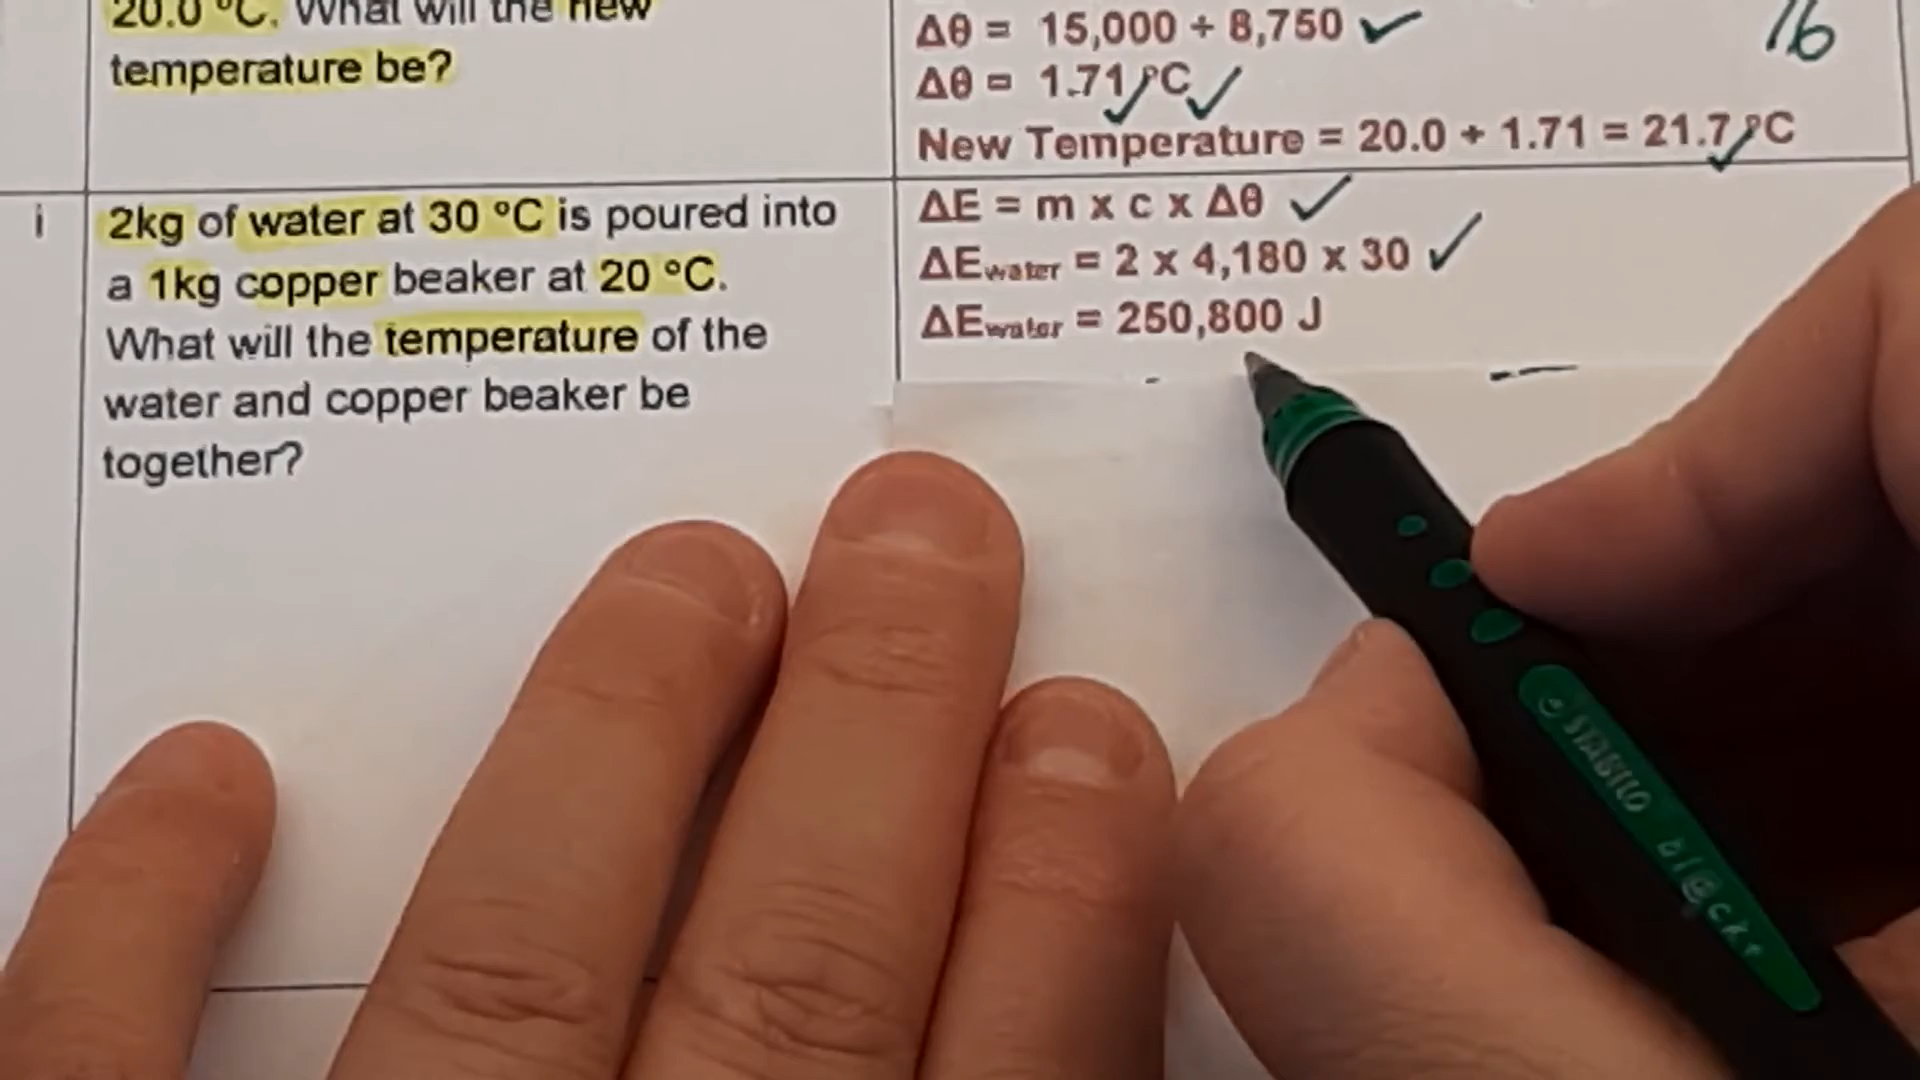 20.0 °C. What will the new
temperature be?
Δθ = 15,000 ÷ 8,750 ✓
Δθ = 1.71 °C ✓ ✓
New Temperature = 20.0 + 1.71 = 21.7 °C ✓
16
i
2kg of water at 30 °C is poured into
a 1kg copper beaker at 20 °C.
What will the temperature of the
water and copper beaker be
together?
ΔE = m x c x Δθ ✓
ΔEwater = 2 x 4,180 x 30 ✓
ΔEwater = 250,800 J
STABILO bl@ck+